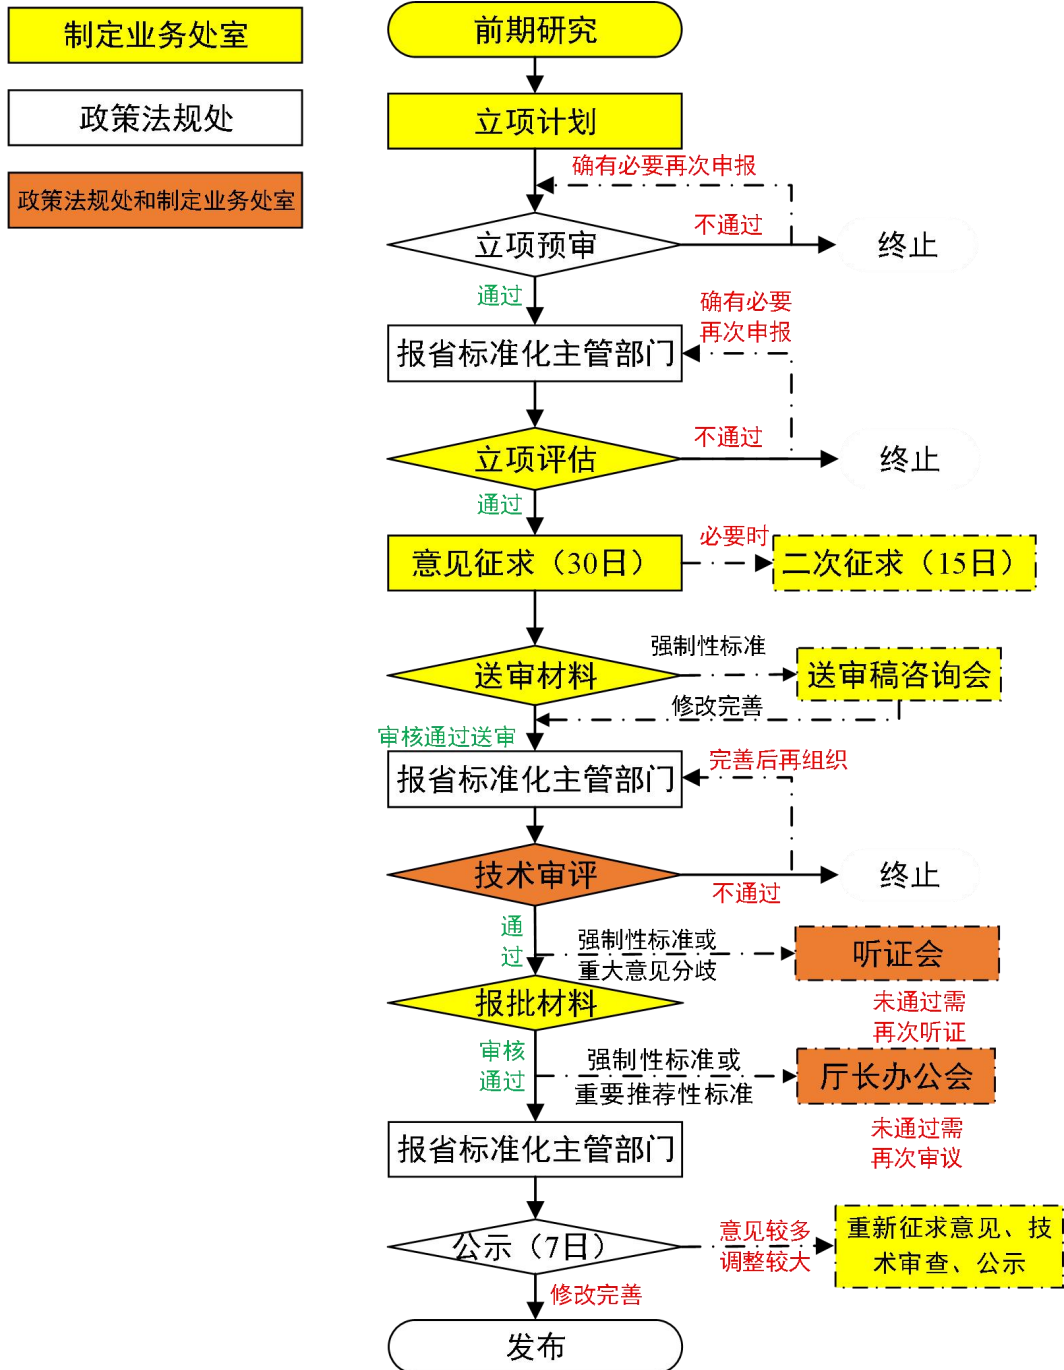 制定业务处室
政策法规处
政策法规处和制定业务处室
前期研究
立项计划
确有必要再次申报
立项预审
不通过
终止
通过
确有必要
再次申报
报省标准化主管部门
立项评估
不通过
终止
通过
意见征求（30日）
必要时
二次征求（15日）
送审材料
强制性标准
送审稿咨询会
修改完善
审核通过送审
报省标准化主管部门
完善后再组织
技术审评
不通过
终止
通
过
强制性标准或
重大意见分歧
听证会
未通过需
再次听证
报批材料
审核
通过
强制性标准或
重要推荐性标准
厅长办公会
未通过需
再次审议
报省标准化主管部门
公示（7日）
意见较多
调整较大
重新征求意见、技
术审查、公示
修改完善
发布